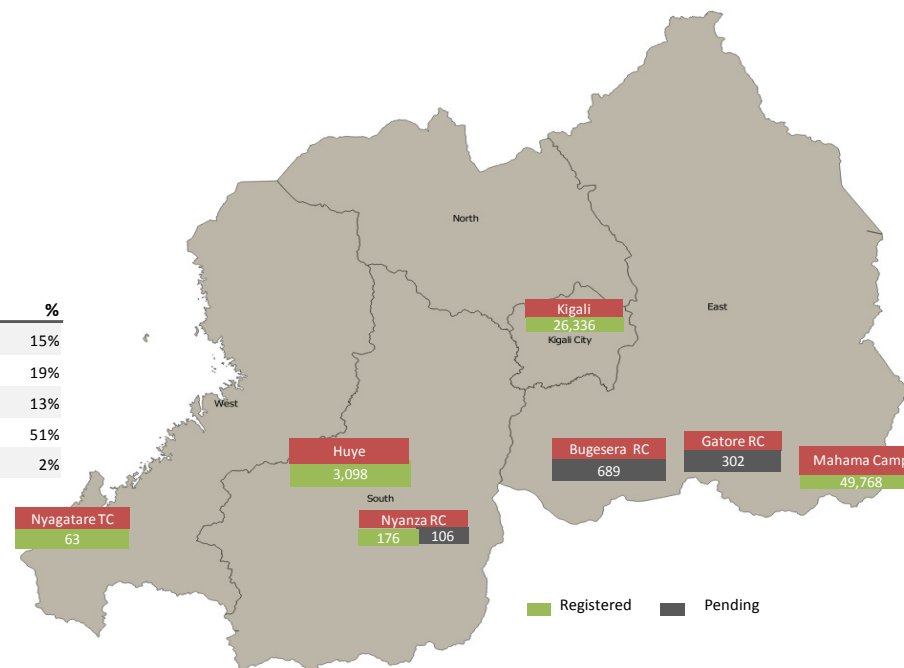 North
%
15%
19%
13%
51%
2%
Kigali
26,336
Kigali City
East
West
Huye
3,098
South
Bugesera RC
689
Gatore RC
302
Mahama Camp
49,768
Nyagatare TC
63
Nyanza RC
176 106
Registered Pending